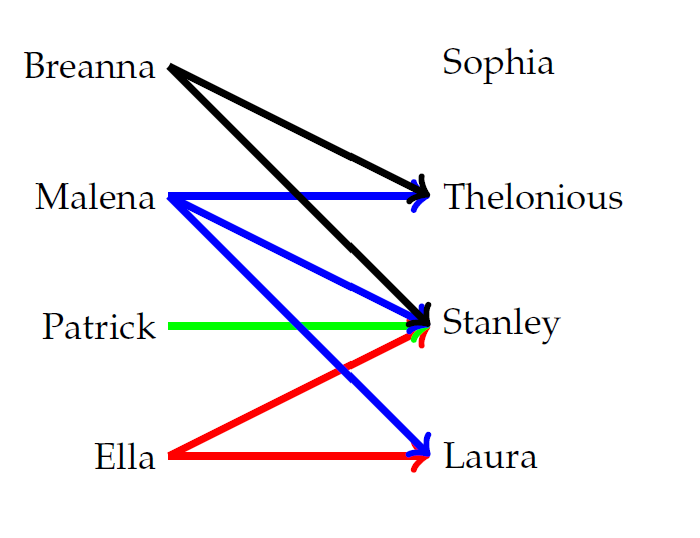 Breanna
Sophia
Malena
Thelonious
Patrick
Stanley
Ella
Laura